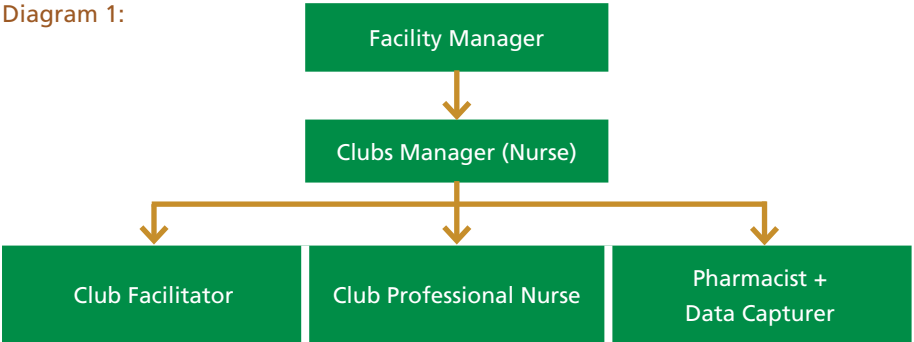 Diagram 1:
Facility Manager
Clubs Manager (Nurse)
Club Facilitator
Club Professional Nurse
Pharmacist +
Data Capturer